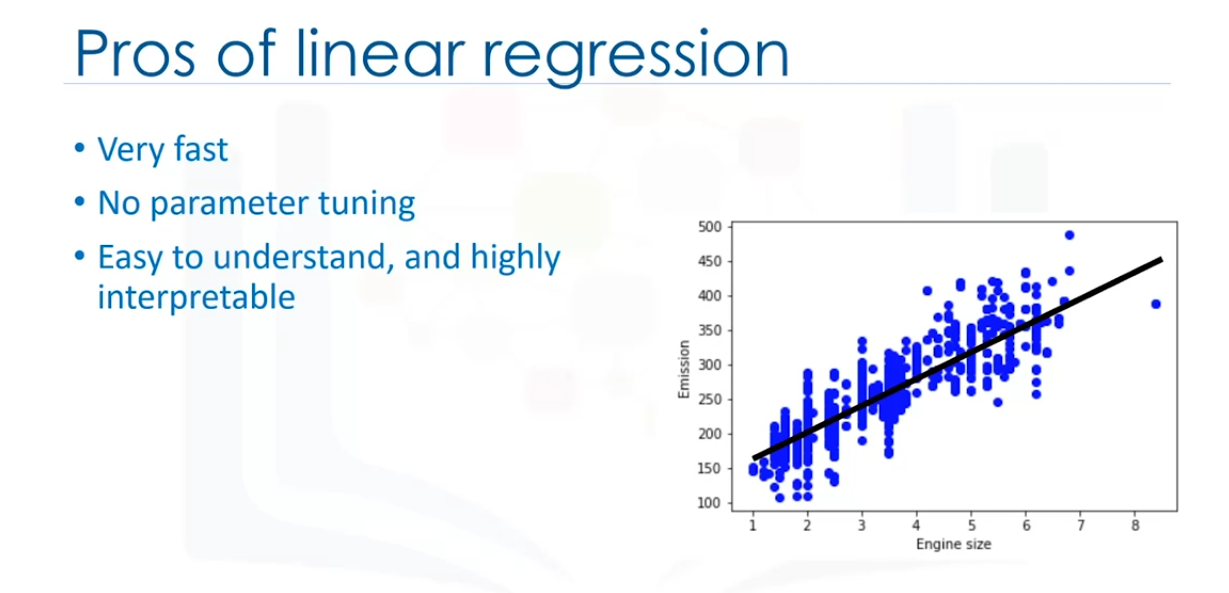 Pros of linear regression
• Very fast
• No parameter tuning
• Easy to understand, and highly
interpretable
500
450
400
350
300
250
200
150
100
Emission
1 2 3 4 5 6 7 8
Engine size